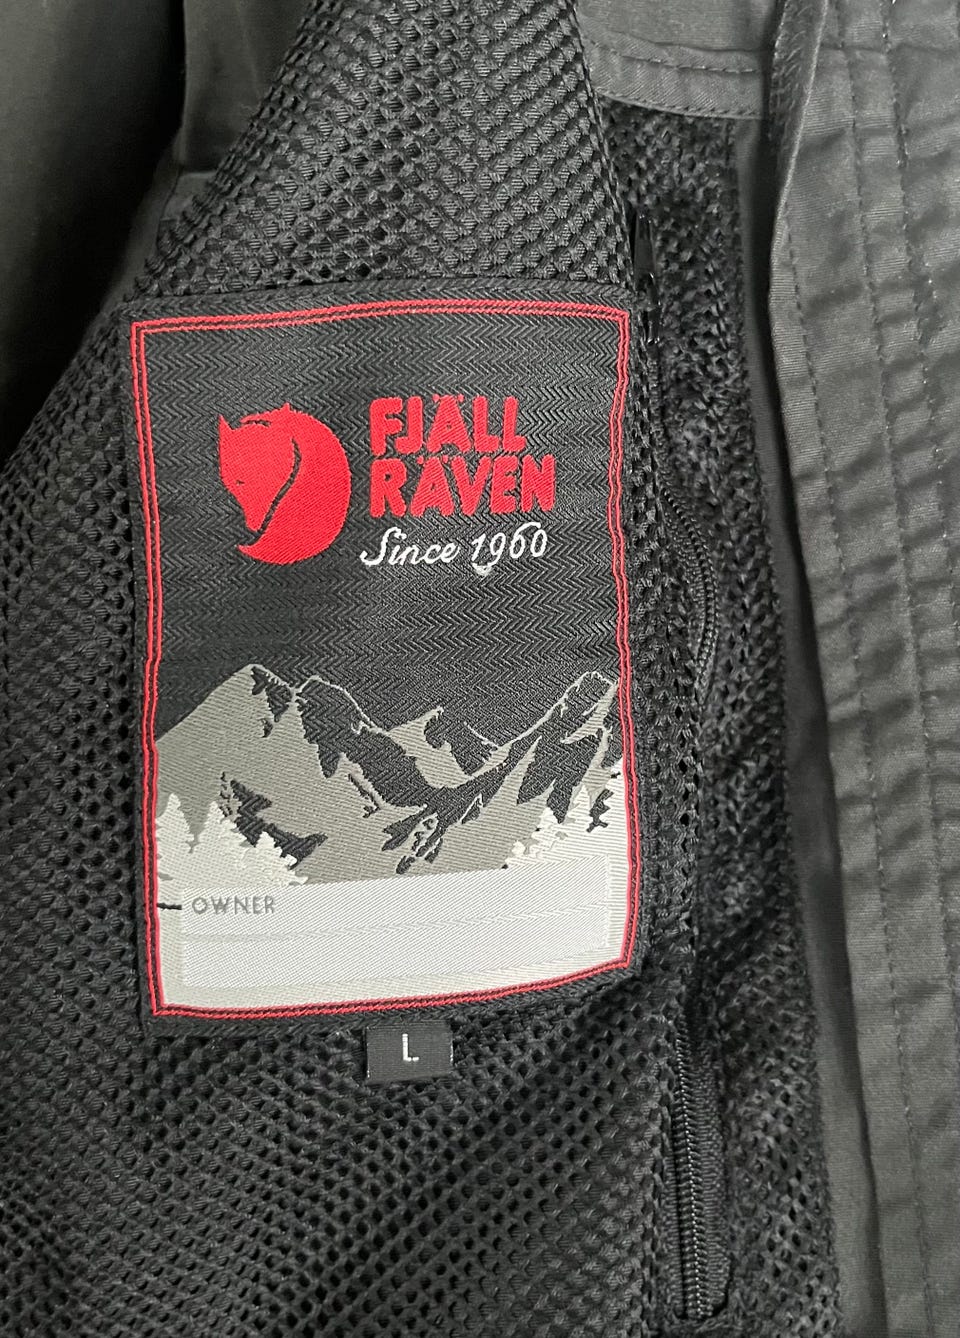 FJÄLL
RÄVEN
Since 1960
OWNER
L